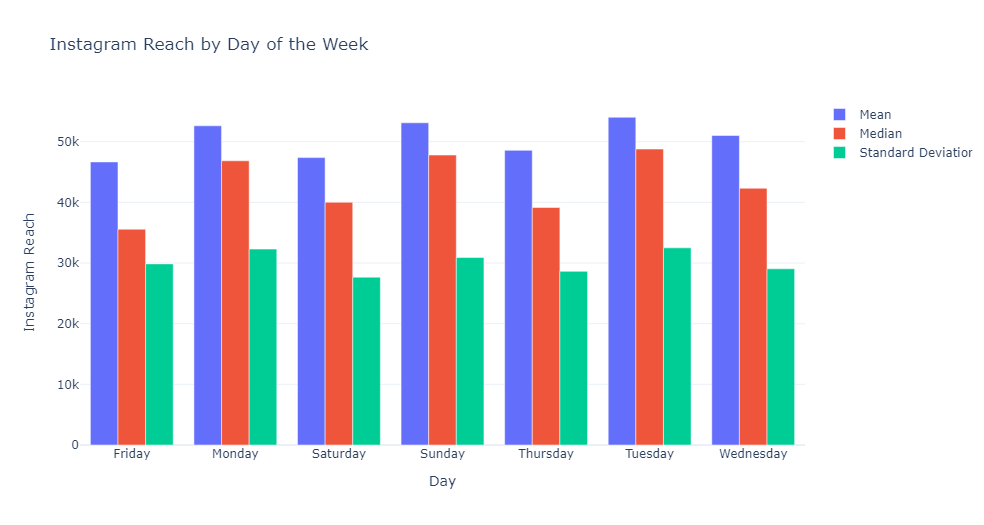 Instagram Reach by Day of the Week
Mean
Median
Standard Deviation
50k
40k
30k
20k
10k
0
Instagram Reach
Friday Monday Saturday Sunday Thursday Tuesday Wednesday
Day